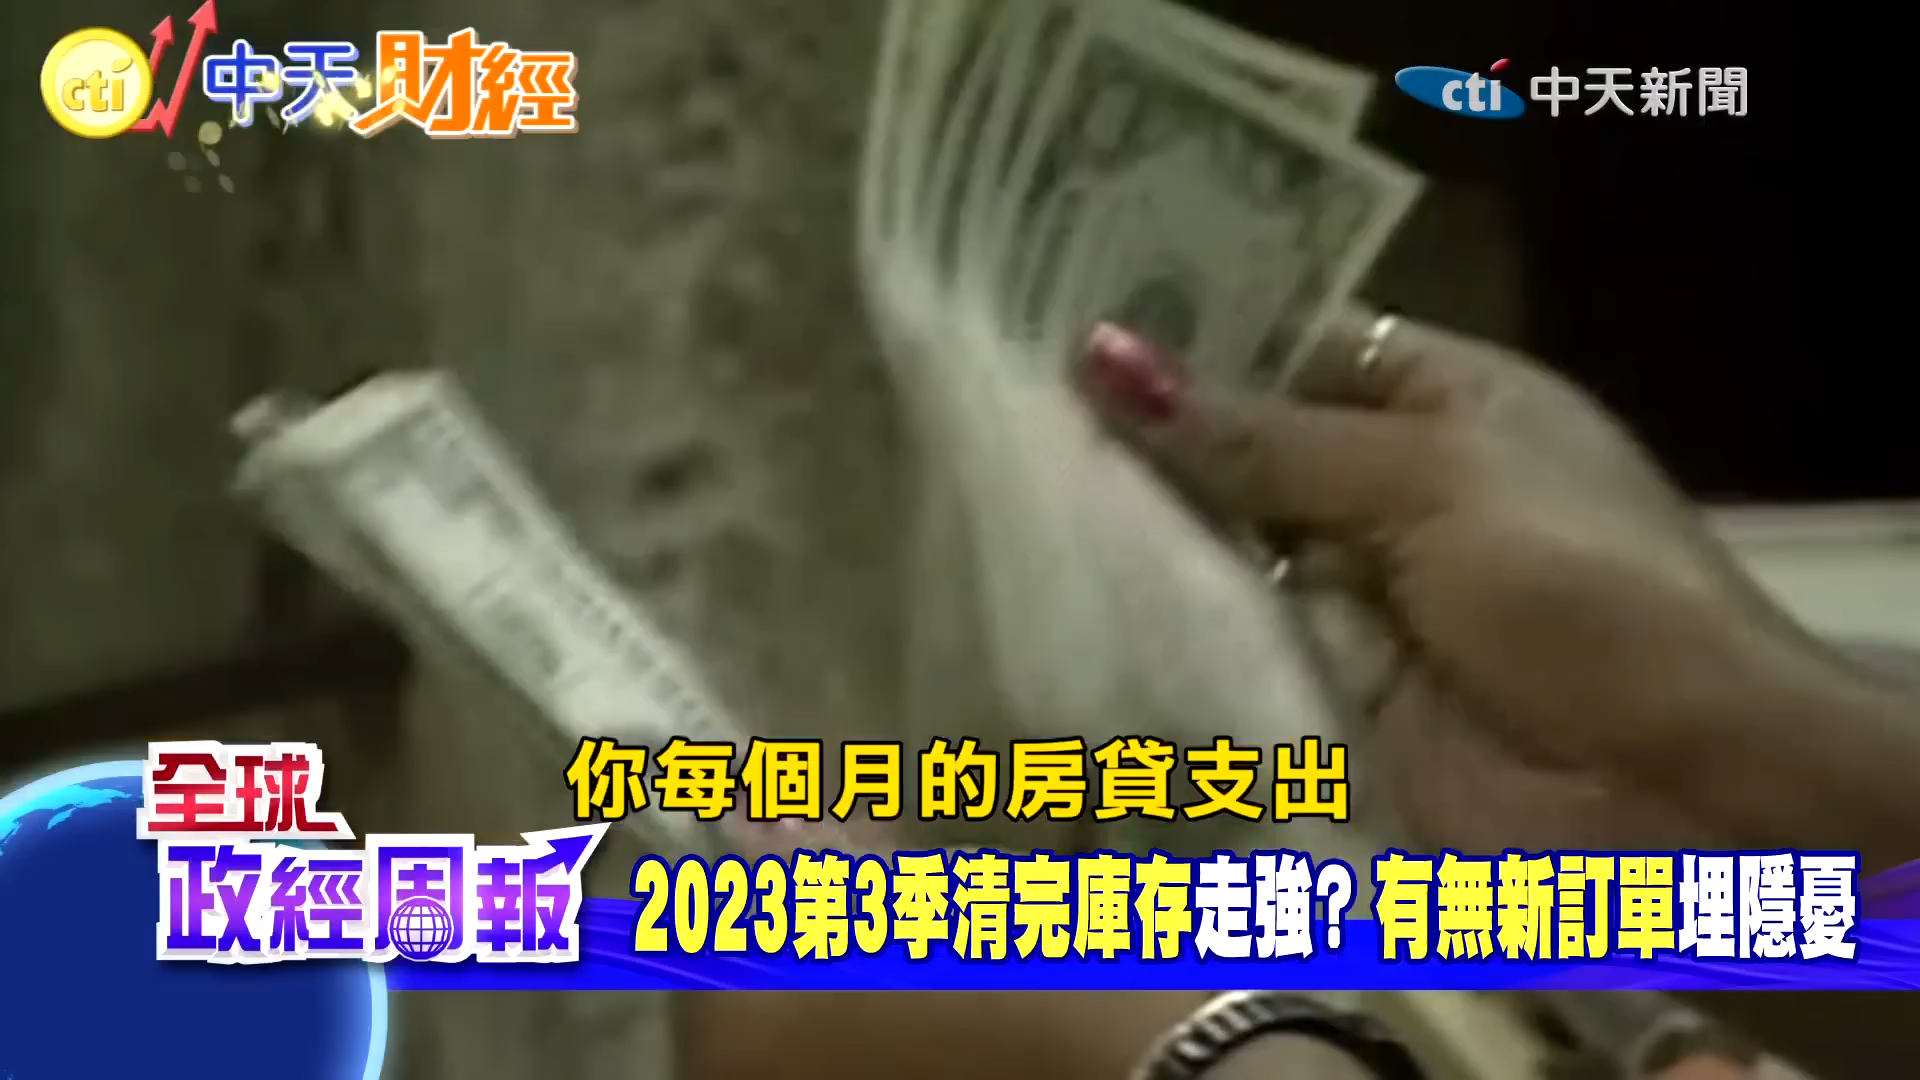 cti 中天財經
cti 中天新聞
你每個月的房貸支出
全球
政經周報
2023第3季清完庫存走強? 有無新訂單埋隱憂